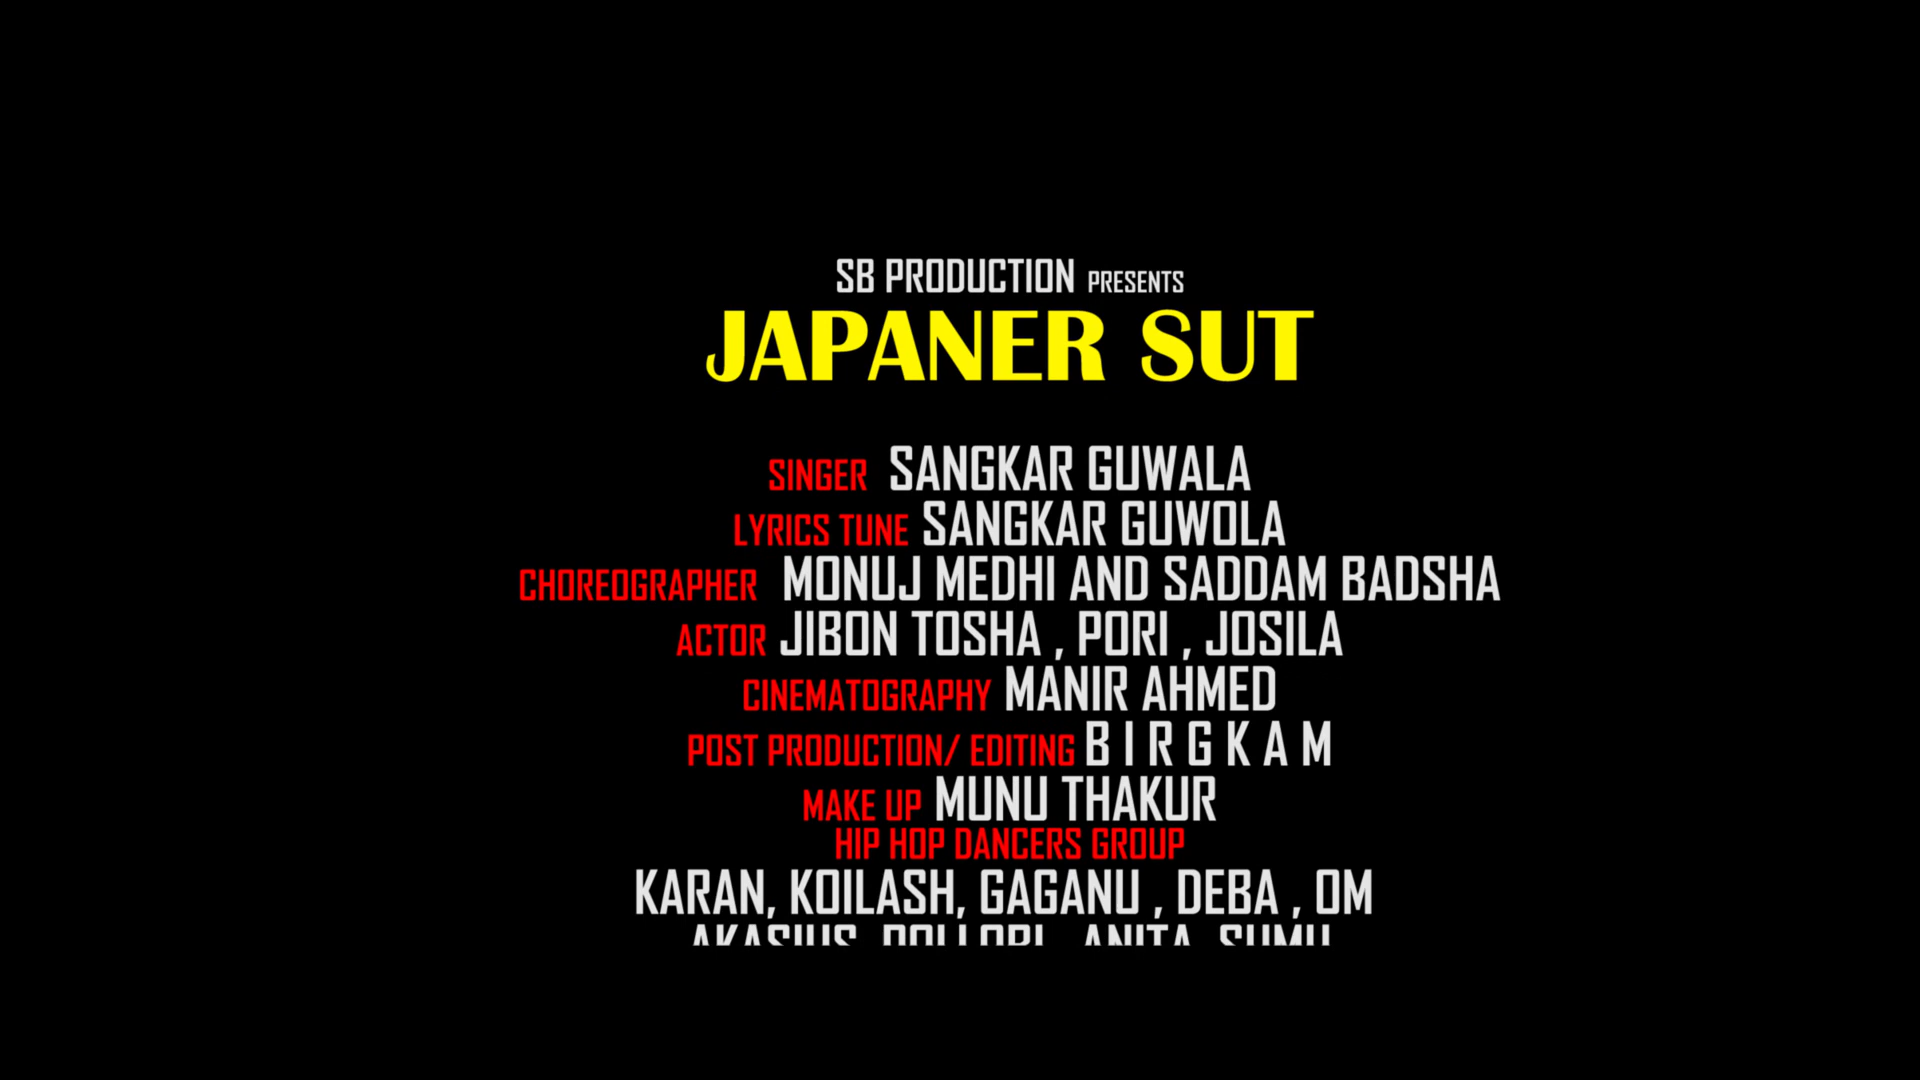 SB PRODUCTION PRESENTS
JAPANER SUT
SINGER SANGKAR GUWALA
LYRICS TUNE SANGKAR GUWOLA
CHOREOGRAPHER MONUJ MEDHI AND SADDAM BADSHA
ACTOR JIBON TOSHA , PORI , JOSILA
CINEMATOGRAPHY MANIR AHMED
POST PRODUCTION/ EDITING B I R G K A M
MAKE UP MUNU THAKUR
HIP HOP DANCERS GROUP
KARAN, KOILASH, GAGANU , DEBA , OM
ANITA